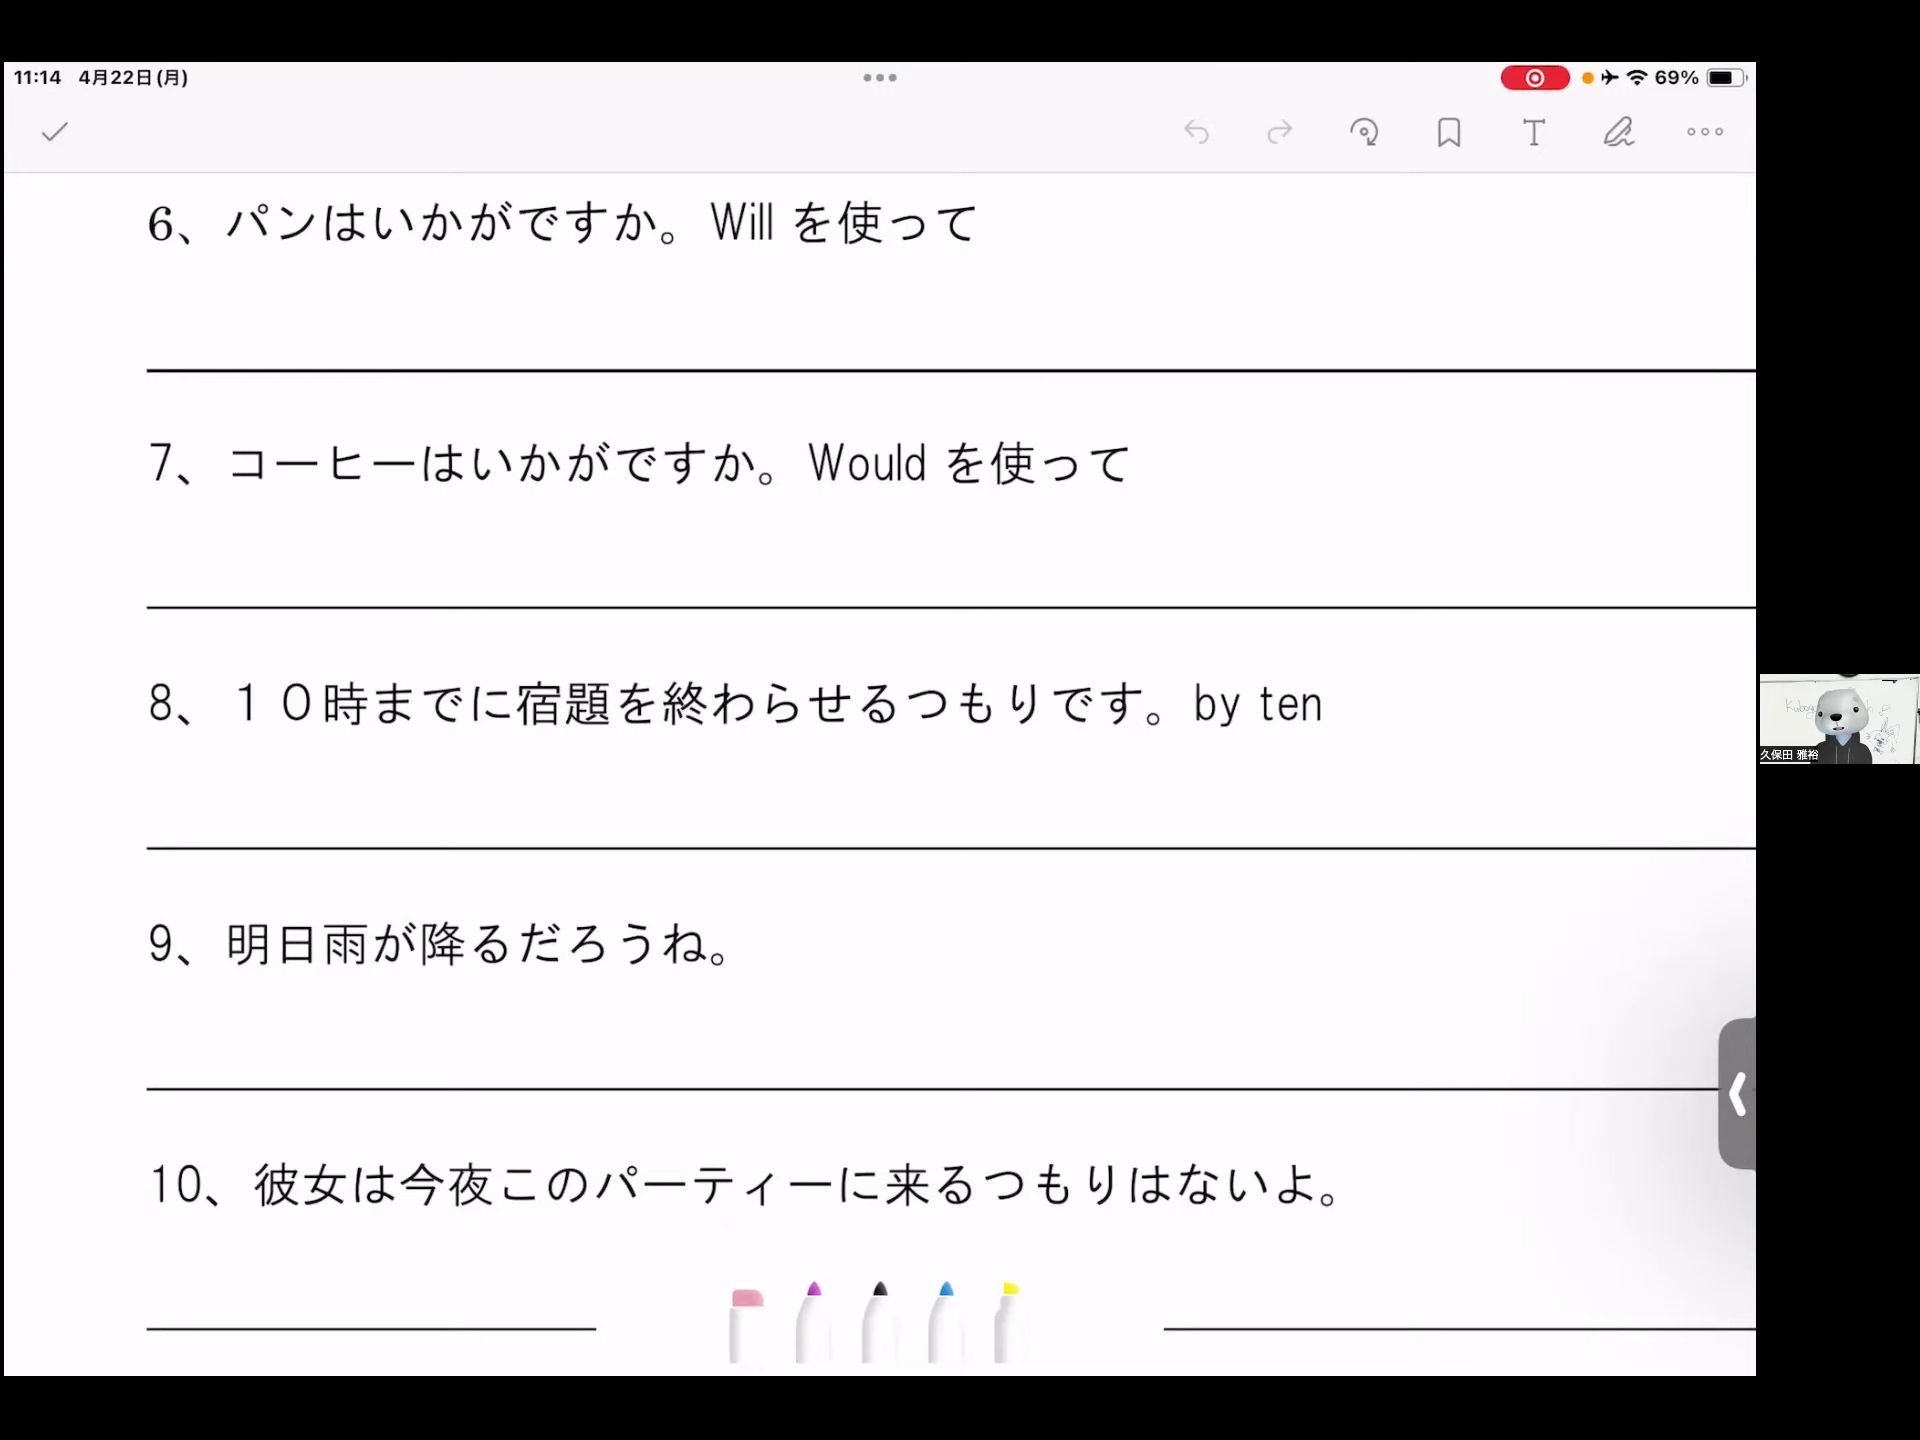 11:14 4月22日(月)
69%
6、パンはいかがですか。Will を使って
7、コーヒーはいかがですか。Would を使って
8、１０時までに宿題を終わらせるつもりです。by ten
9、明日雨が降るだろうね。
10、彼女は今夜このパーティーに来るつもりはないよ。
久保田 雅裕